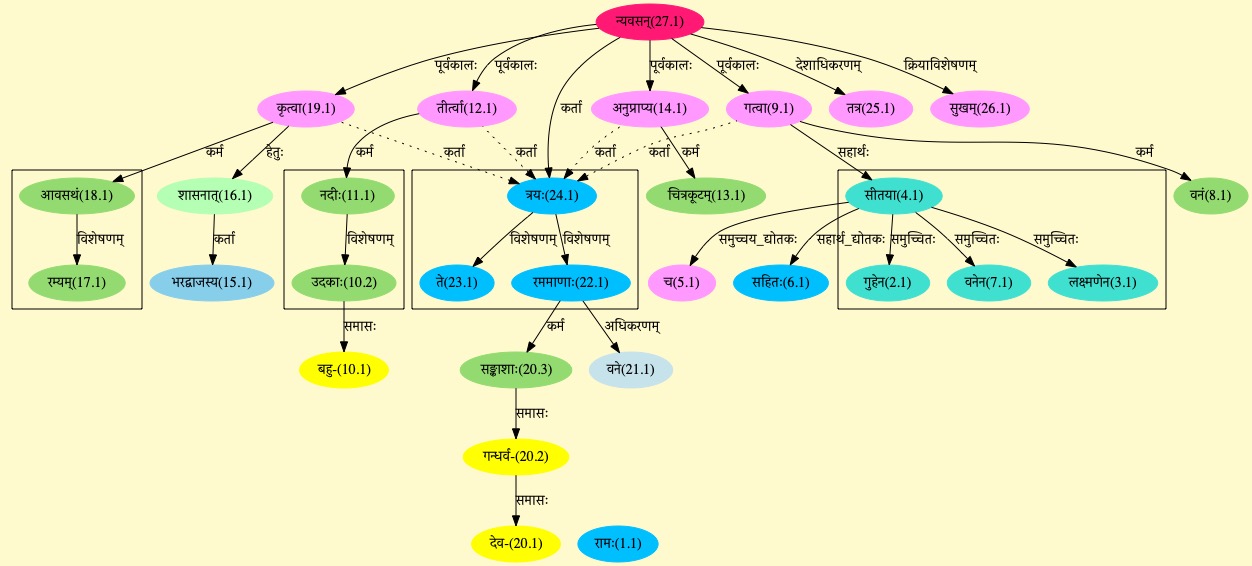 न्यवसन्(27.1)
पूर्वकालः पूर्वकालः पूर्वकालः पूर्वकालः देशाधिकरणम् क्रियाविशेषणम्
कृत्वा(19.1) तीर्त्वा(12.1) कर्ता अनुप्राप्य(14.1) गत्वा(9.1) तत्र(25.1) सुखम्(26.1)
कर्म हेतुः कर्म कर्ता कर्ता कर्ता कर्ता कर्म सहार्थः कर्म
आवसथं(18.1) शासनात्(16.1) नदीः(11.1) त्रयः(24.1) चित्रकूटम्(13.1) सीतया(4.1) वनं(8.1)
विशेषणम् कर्ता विशेषणम् विशेषणम् विशेषणम् समुच्चय_द्योतकः सहार्थ_द्योतकः समुच्चितः समुच्चितः समुच्चितः
रम्यम्(17.1) भरद्वाजस्य(15.1) उदकाः(10.2) ते(23.1) रममाणाः(22.1) च(5.1) सहितः(6.1) गुहेन(2.1) वनेन(7.1) लक्ष्मणेन(3.1)
समासः कर्म अधिकरणम्
बहु-(10.1) सङ्काशाः(20.3) वने(21.1)
समासः
गन्धर्व-(20.2)
समासः
देव-(20.1) रामः(1.1)